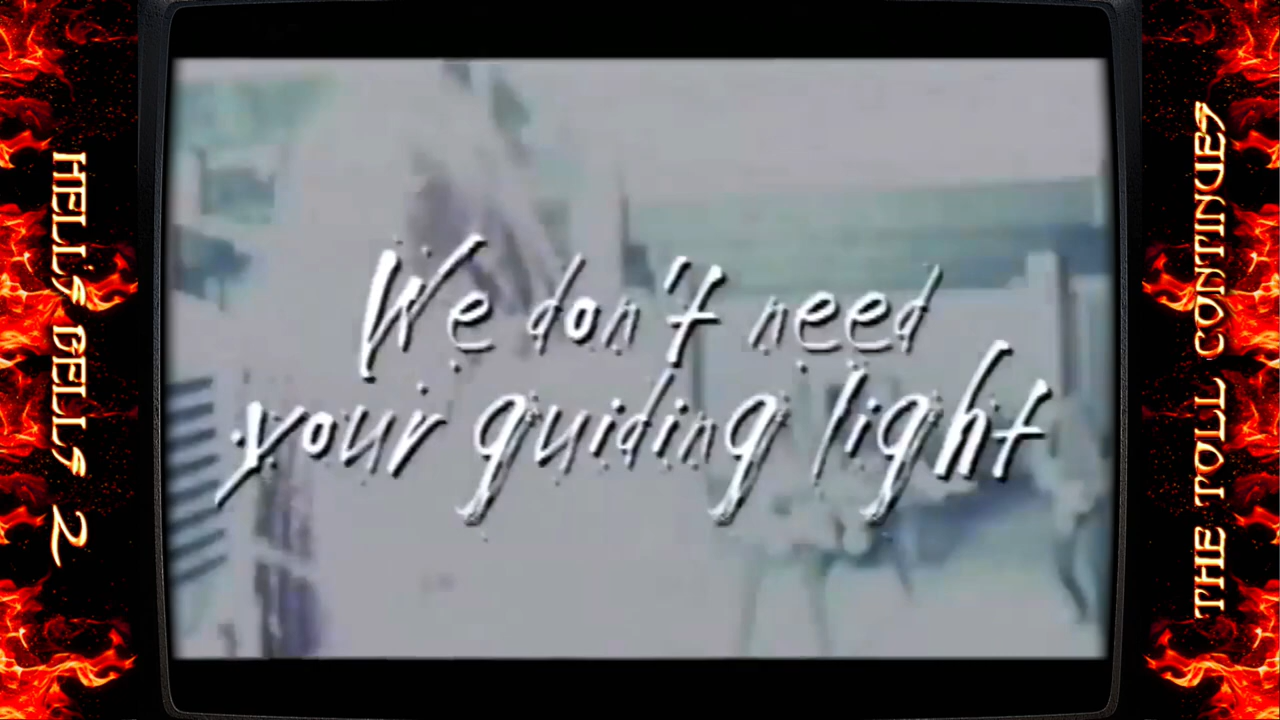 HELL'S BELLS 2
We don't need
your guiding light
THE TOLL CONTINUES